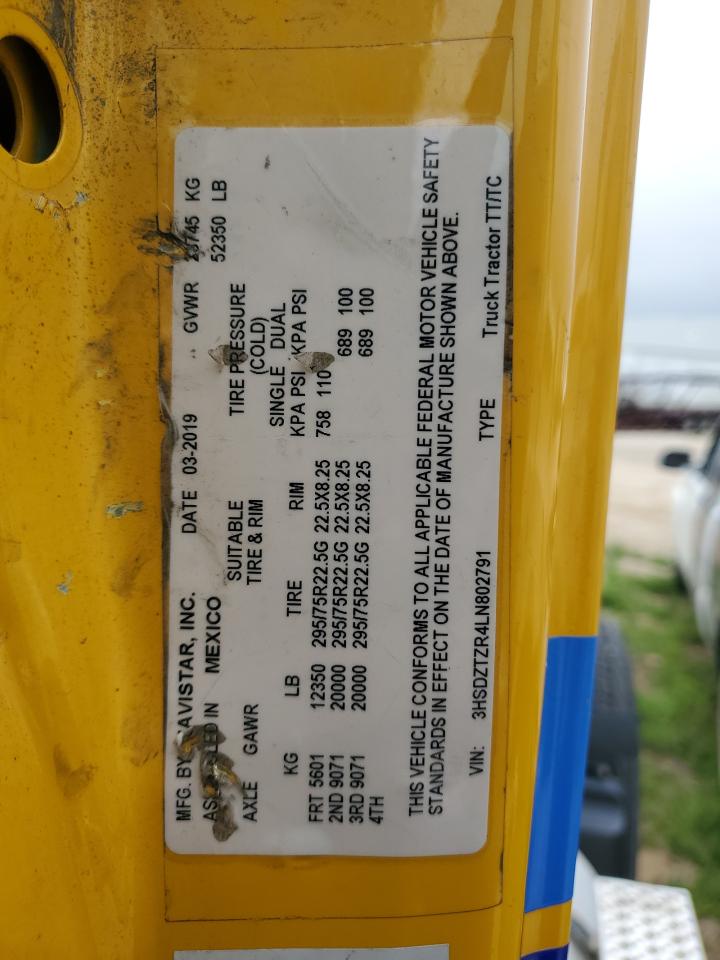 MFG. BY NAVISTAR, INC. DATE 03-2019 GVWR 23745 KG
ASSEMBLED IN MEXICO 52350 LB
SUITABLE TIRE PRESSURE
AXLE GAWR TIRE & RIM (COLD)
SINGLE DUAL
KG LB TIRE RIM KPA PSI KPA PSI
FRT 5601 12350 295/75R22.5G 22.5X8.25 758 110
2ND 9071 20000 295/75R22.5G 22.5X8.25 689 100
3RD 9071 20000 295/75R22.5G 22.5X8.25 689 100
4TH
THIS VEHICLE CONFORMS TO ALL APPLICABLE FEDERAL MOTOR VEHICLE SAFETY
STANDARDS IN EFFECT ON THE DATE OF MANUFACTURE SHOWN ABOVE.
VIN: 3HSDZTZR4LN802791 TYPE Truck Tractor TT/TC